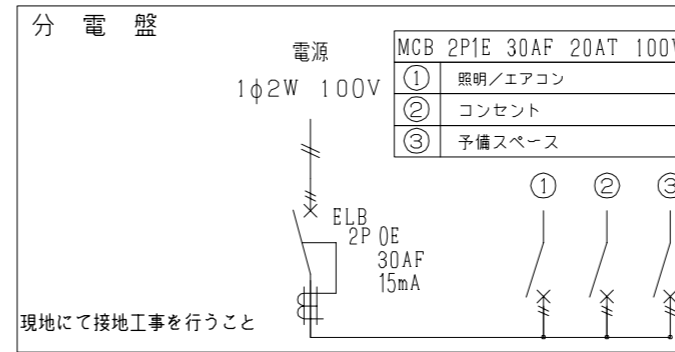 分電盤
電源
1φ2W 100V
MCB 2P1E 30AF 20AT 100V
① 照明/エアコン
② コンセント
③ 予備スペース
① ② ③
ELB
2P 0E
30AF
15mA
現地にて接地工事を行うこと